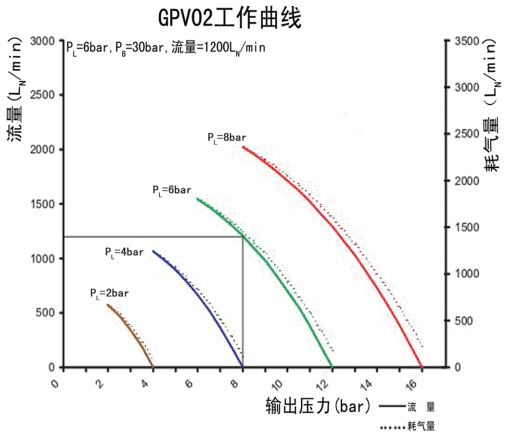 GPV02工作曲线
P_L=6bar, P_B=30bar, 流量=1200L_N/min
流量(L_N/min)
3000
2500
2000
1500
1000
500
0
耗气量(L_N/min)
3500
3000
2500
2000
1500
1000
500
0
P_L=8bar
P_L=6bar
P_L=4bar
P_L=2bar
0 2 4 6 8 10 12 14 16
输出压力(bar)
流 量
耗气量